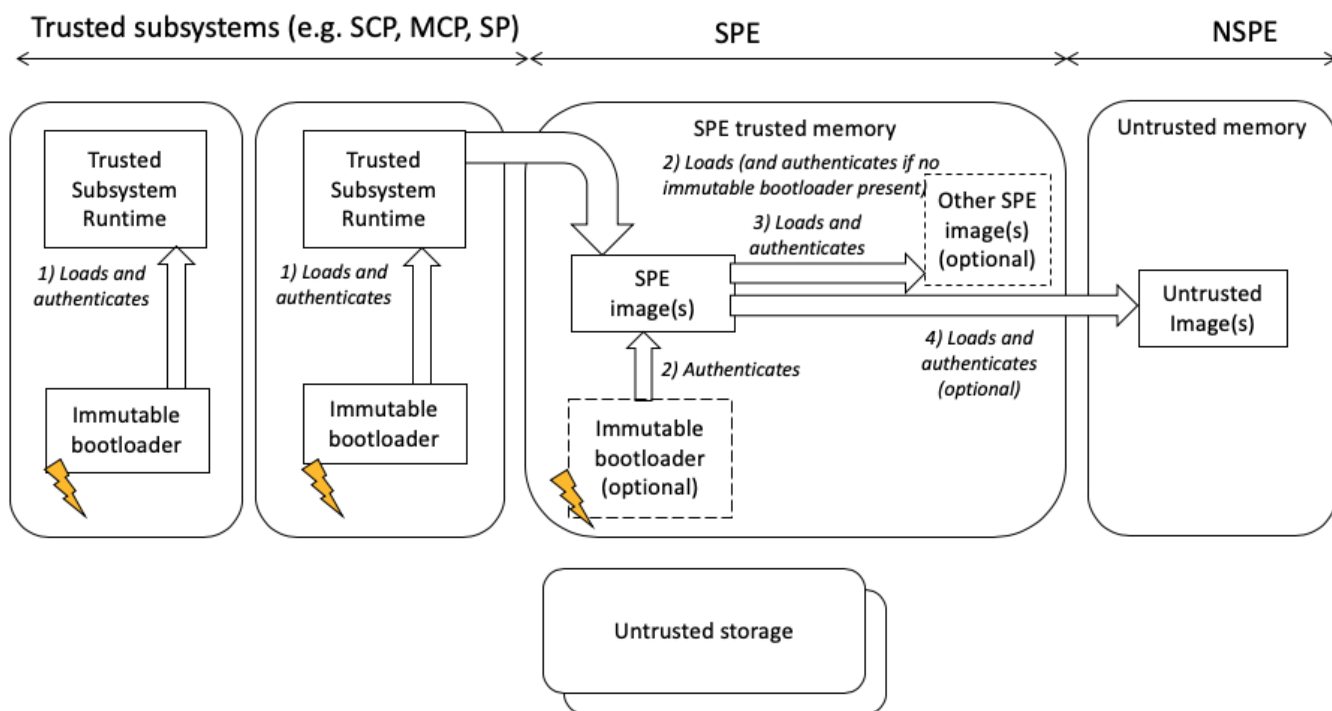 Trusted subsystems (e.g. SCP, MCP, SP)
SPE
NSPE
Trusted
Subsystem
Runtime
1) Loads and
authenticates
Immutable
bootloader
Trusted
Subsystem
Runtime
1) Loads and
authenticates
Immutable
bootloader
SPE trusted memory
2) Loads (and authenticates if no
immutable bootloader present)
3) Loads and
authenticates
Other SPE
image(s)
(optional)
SPE
image(s)
2) Authenticates
Immutable
bootloader
(optional)
4) Loads and
authenticates
(optional)
Untrusted memory
Untrusted
Image(s)
Untrusted storage